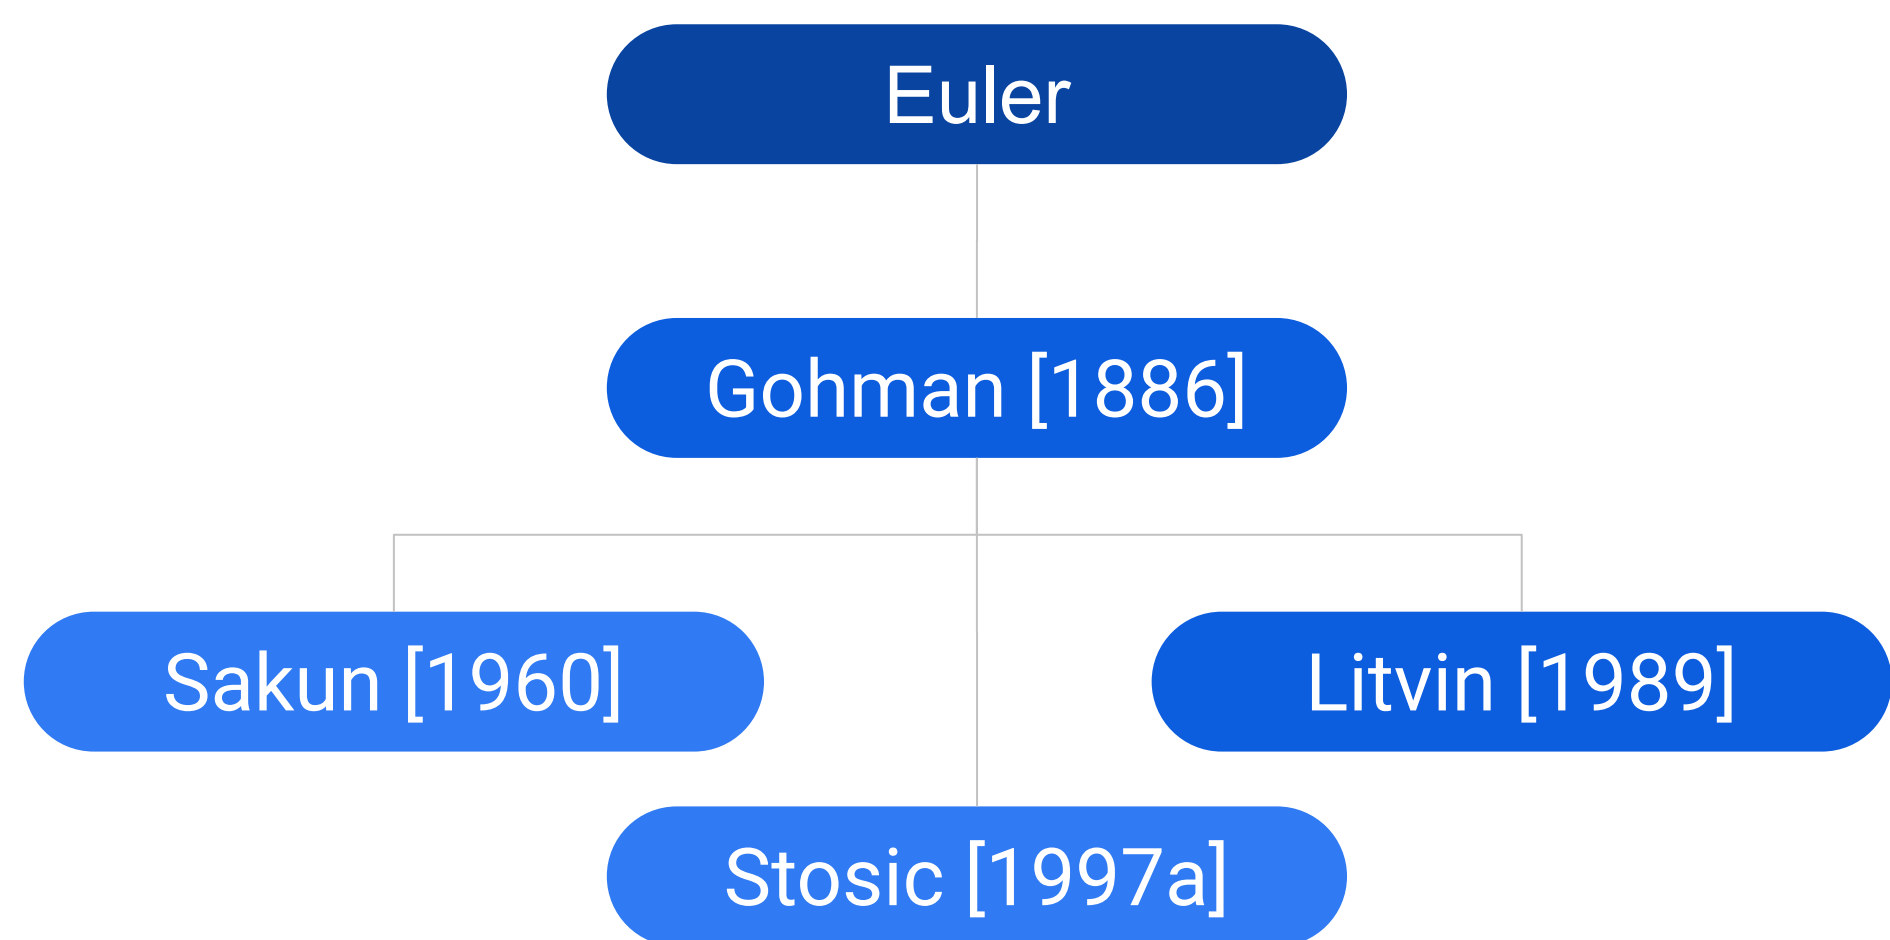 Euler
Gohman [1886]
Sakun [1960]
Litvin [1989]
Stosic [1997a]